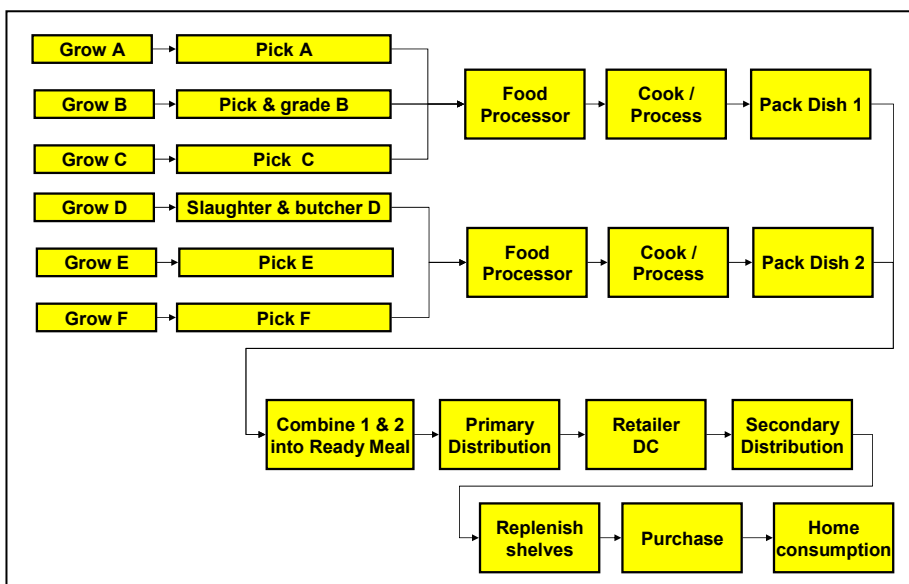 Grow A
Pick A
Grow B
Pick & grade B
Grow C
Pick C
Food
Processor
Cook /
Process
Pack Dish 1
Grow D
Slaughter & butcher D
Grow E
Pick E
Grow F
Pick F
Food
Processor
Cook /
Process
Pack Dish 2
Combine 1 & 2
into Ready Meal
Primary
Distribution
Retailer
DC
Secondary
Distribution
Replenish
shelves
Purchase
Home
consumption